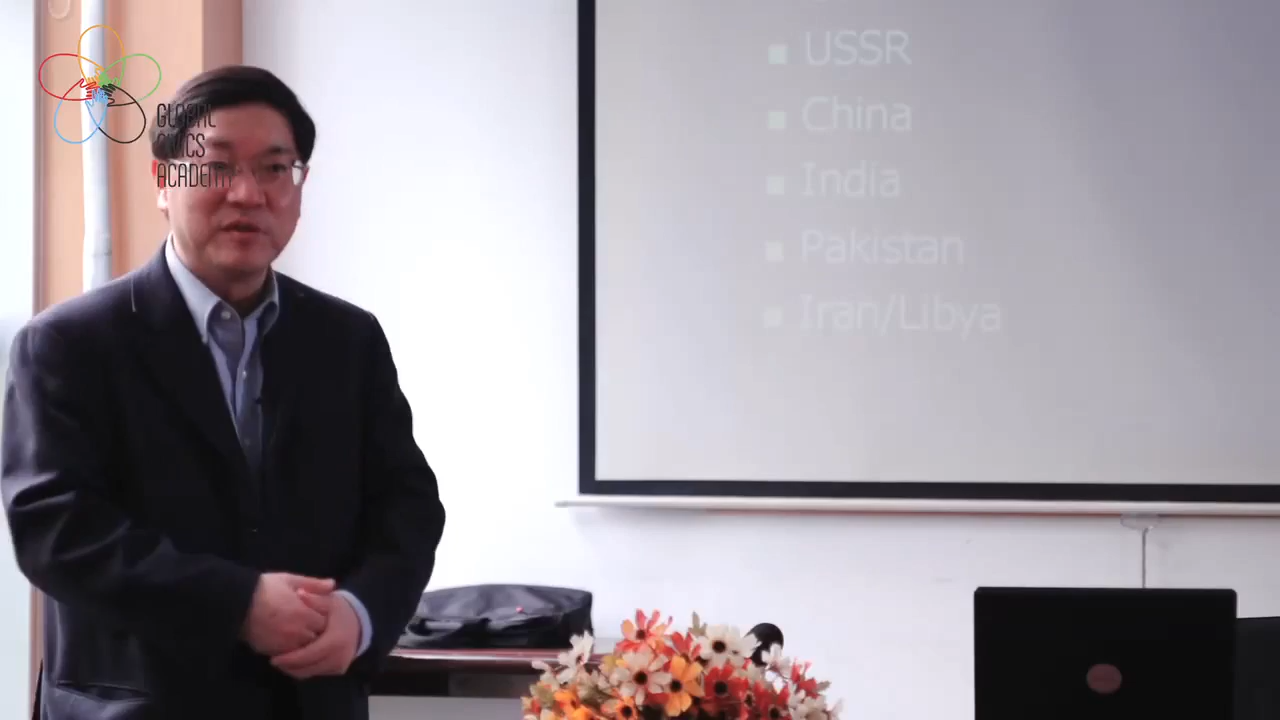 GLOBAL
CIVICS
ACADEMY
USSR
China
India
Pakistan
Iran/Libya